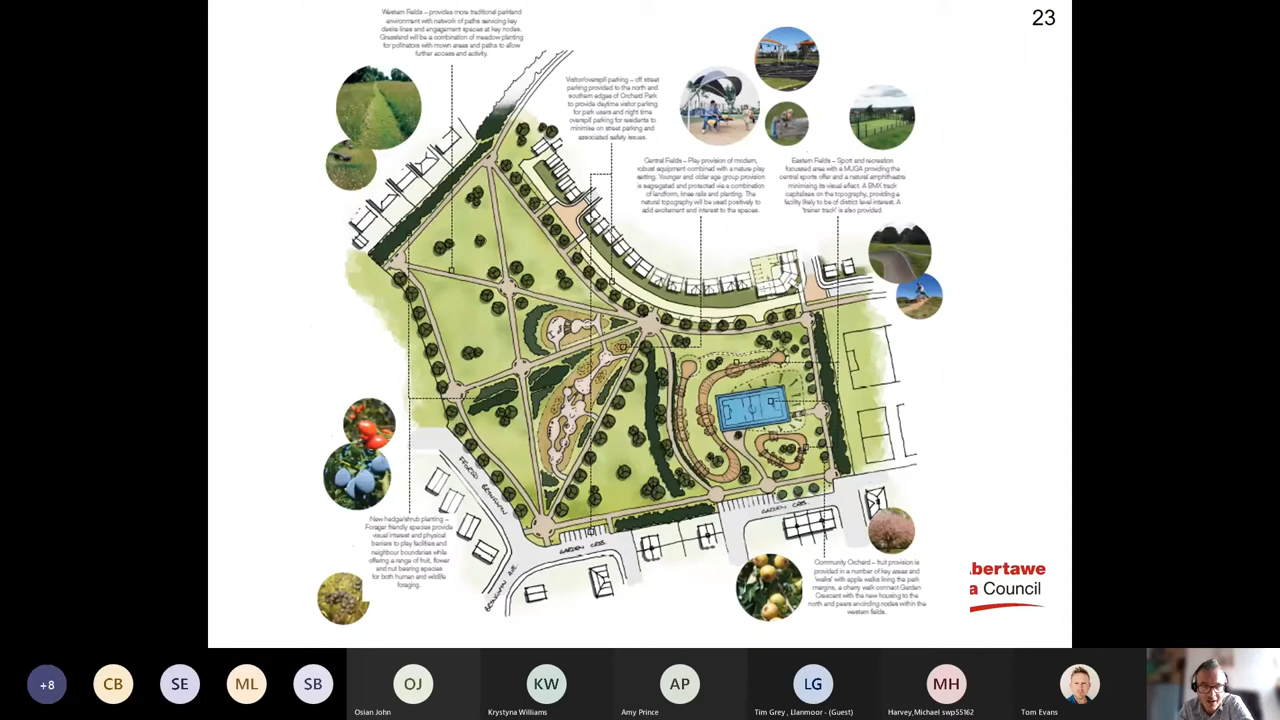 23
Western Fields – provides more traditional parkland
environment with network of paths servicing key
desire lines and engagement spaces at key nodes.
Grassland will be a combination of meadow planting
for pollinators with mown areas and paths to allow
further access and activity.
Visitor/overspill parking – off street
parking provided to the north and
southern edges of Orchard Park
to provide daytime visitor parking
for park users and night time
overspill parking for residents to
minimise on street parking and
associated safety issues.
Central Fields – Play provision of modern,
robust equipment combined with a nature play
setting. Younger and older age group provision
is segregated and protected via a combination
of landform, knee rails and planting. The
natural topography will be used positively to
add excitement and interest to the spaces.
Eastern Fields – Sport and recreation
focussed area with a MUGA providing the
central sports offer and a natural amphitheatre
minimising its visual effect. A BMX track
capitalises on the topography, providing a
facility likely to be of district level interest. A
'trainer track' is also provided.
FFORDD BRONGWYN
BRONGWYN AVE
GARDEN CRES.
GARDEN CRES.
New hedge/shrub planting –
Forager friendly species provide
visual interest and physical
barriers to play facilities and
neighbour boundaries while
offering a range of fruit, flower
and nut bearing species
for both human and wildlife
foraging.
Community Orchard – fruit provision is
provided in a number of key areas and
'walks' with apple walks lining the park
margins, a cherry walk connect Garden
Crescent with the new housing to the
north and pears encircling nodes within the
western fields.
bertawe
a Council
+8
CB
SE
ML
SB
OJ
KW
AP
LG
MH
Osian John
Krystyna Williams
Amy Prince
Tim Grey , Llanmoor - (Guest)
Harvey,Michael swp55162
Tom Evans